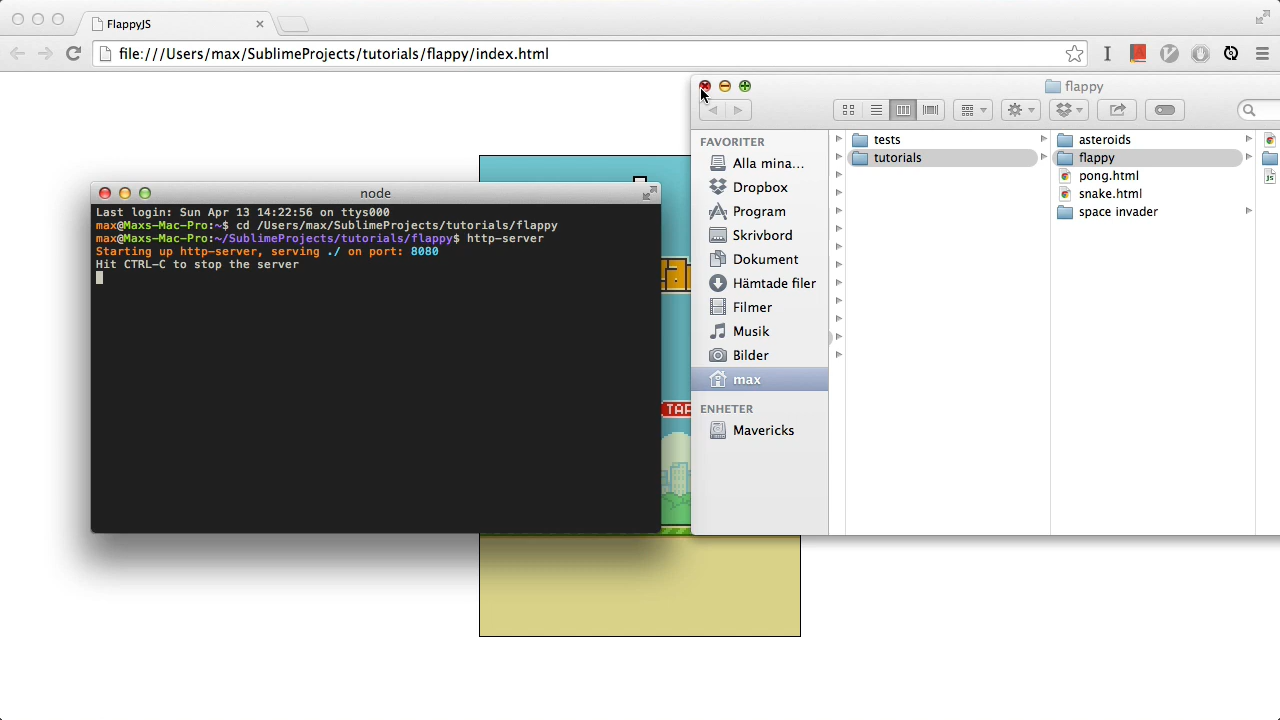 FlappyJS
file:///Users/max/SublimeProjects/tutorials/flappy/index.html
flappy
FAVORITER
Alla mina...
Dropbox
Program
Skrivbord
Dokument
Hämtade filer
Filmer
Musik
Bilder
max
ENHETER
Mavericks
tests
tutorials
asteroids
flappy
pong.html
snake.html
space invader
node
Last login: Sun Apr 13 14:22:56 on ttys000
max@Maxs-Mac-Pro:~$ cd /Users/max/SublimeProjects/tutorials/flappy
max@Maxs-Mac-Pro:~/SublimeProjects/tutorials/flappy$ http-server
Starting up http-server, serving ./ on port: 8080
Hit CTRL-C to stop the server
TAP